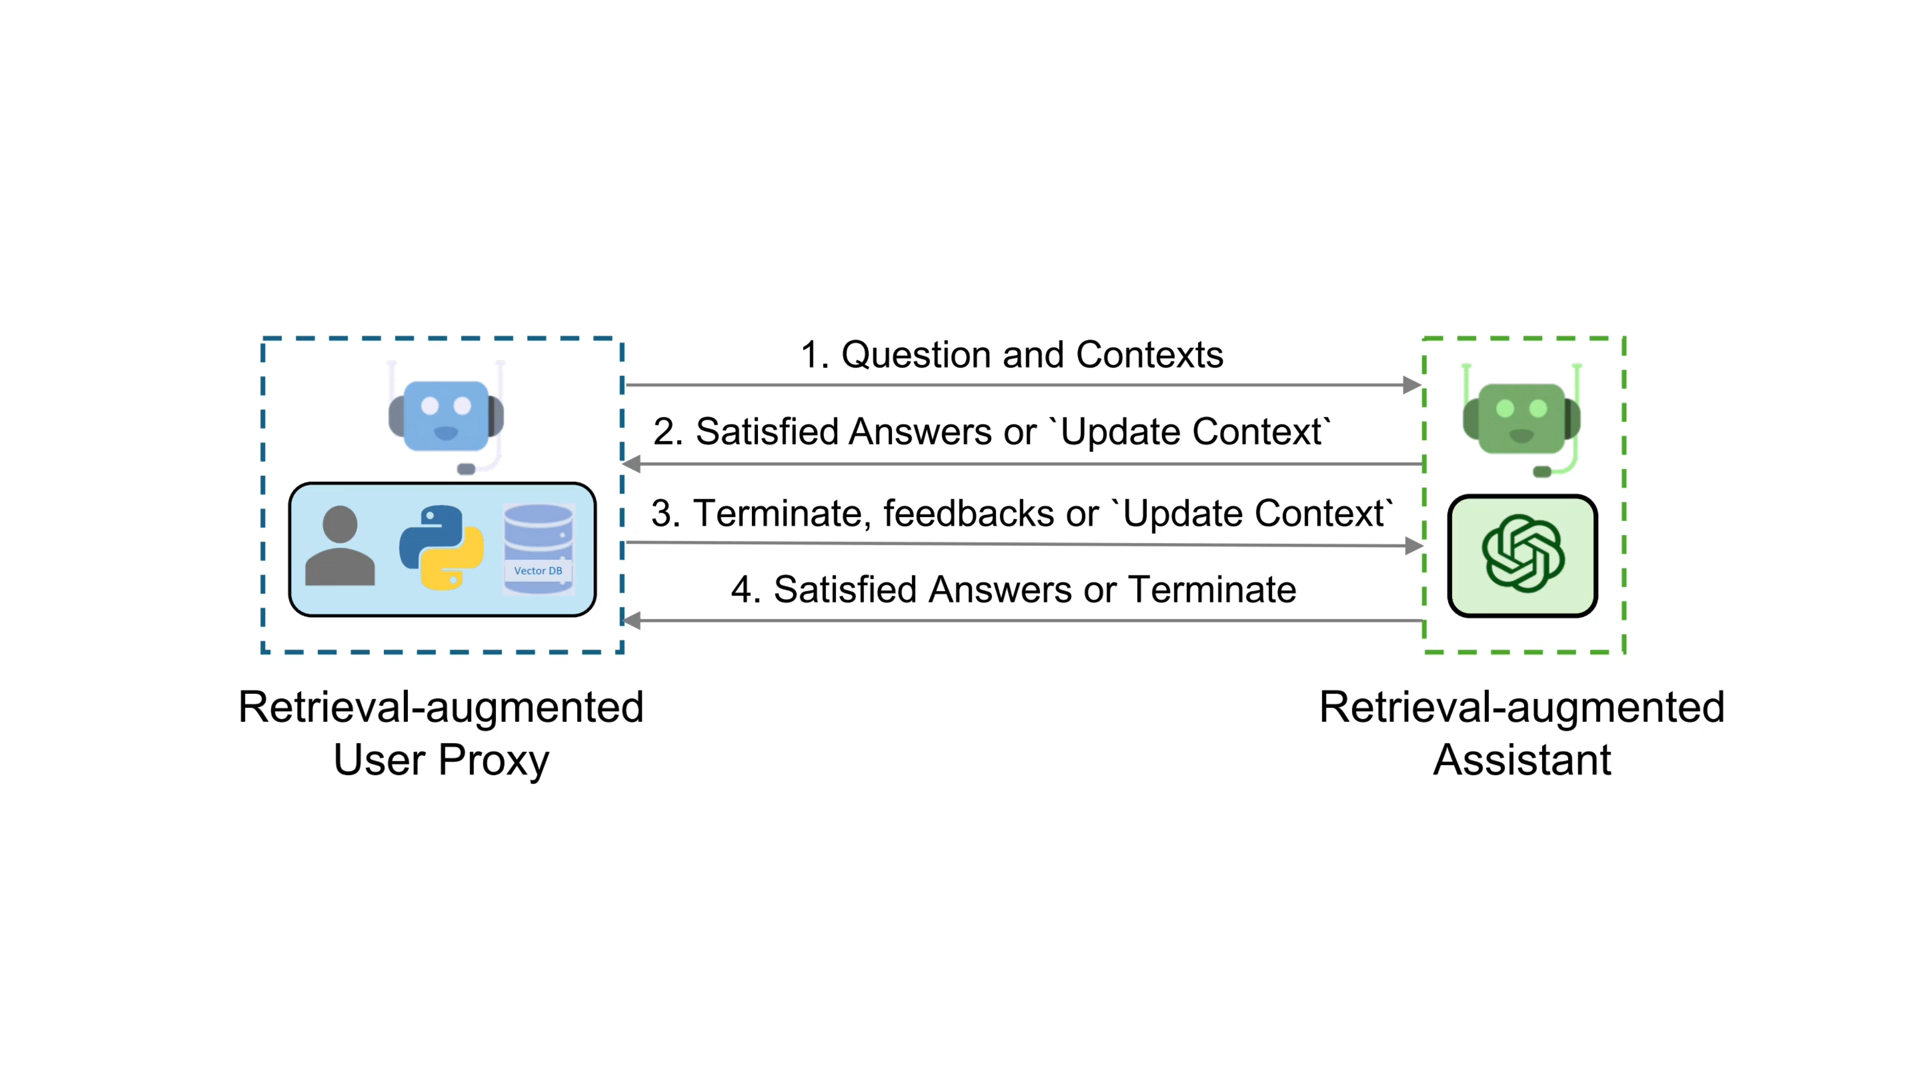 1. Question and Contexts
2. Satisfied Answers or `Update Context`
3. Terminate, feedbacks or `Update Context`
4. Satisfied Answers or Terminate
Vector DB
Retrieval-augmented
User Proxy
Retrieval-augmented
Assistant